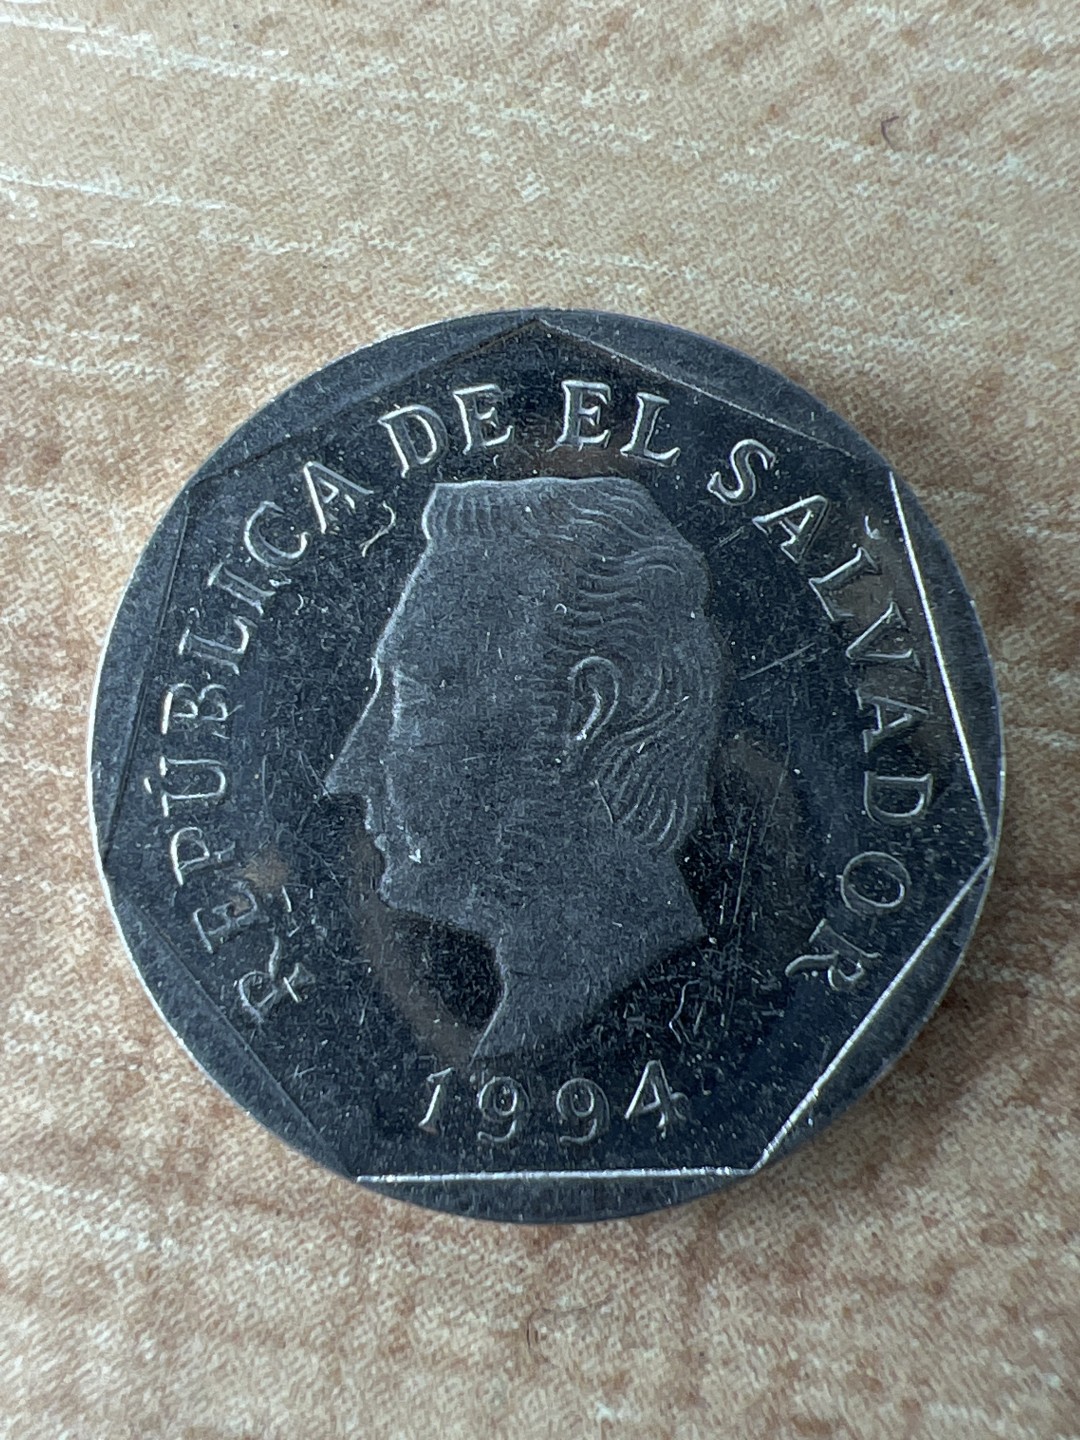 REPÚBLICA DE EL SALVADOR
1994